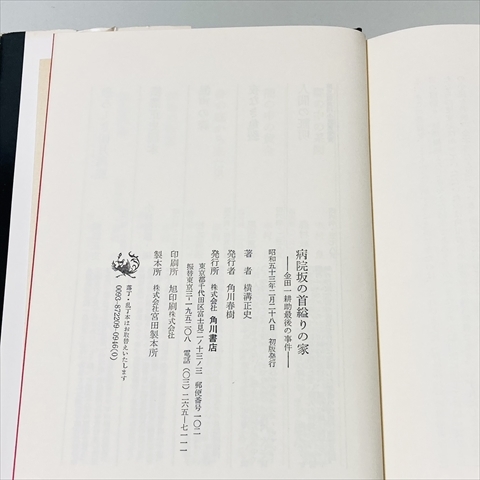 病院坂の首縊りの家
――金田一耕助最後の事件――
昭和五十三年二月二十八日 初版発行
著者 横溝正史
発行者 角川春樹
発行所 株式会社 角川書店
東京都千代田区富士見二ノ十三ノ三 郵便番号一〇二
振替東京三・一九五二〇八 電話(〇三)二六五―七一一一
印刷所 旭印刷株式会社
製本所 株式会社宮田製本所
落丁・乱丁本はお取替えいたします
0093-872209-0946(0)